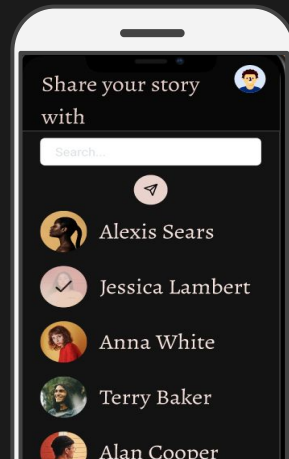 Share your story
with
Search...
Alexis Sears
Jessica Lambert
Anna White
Terry Baker
Alan Cooper